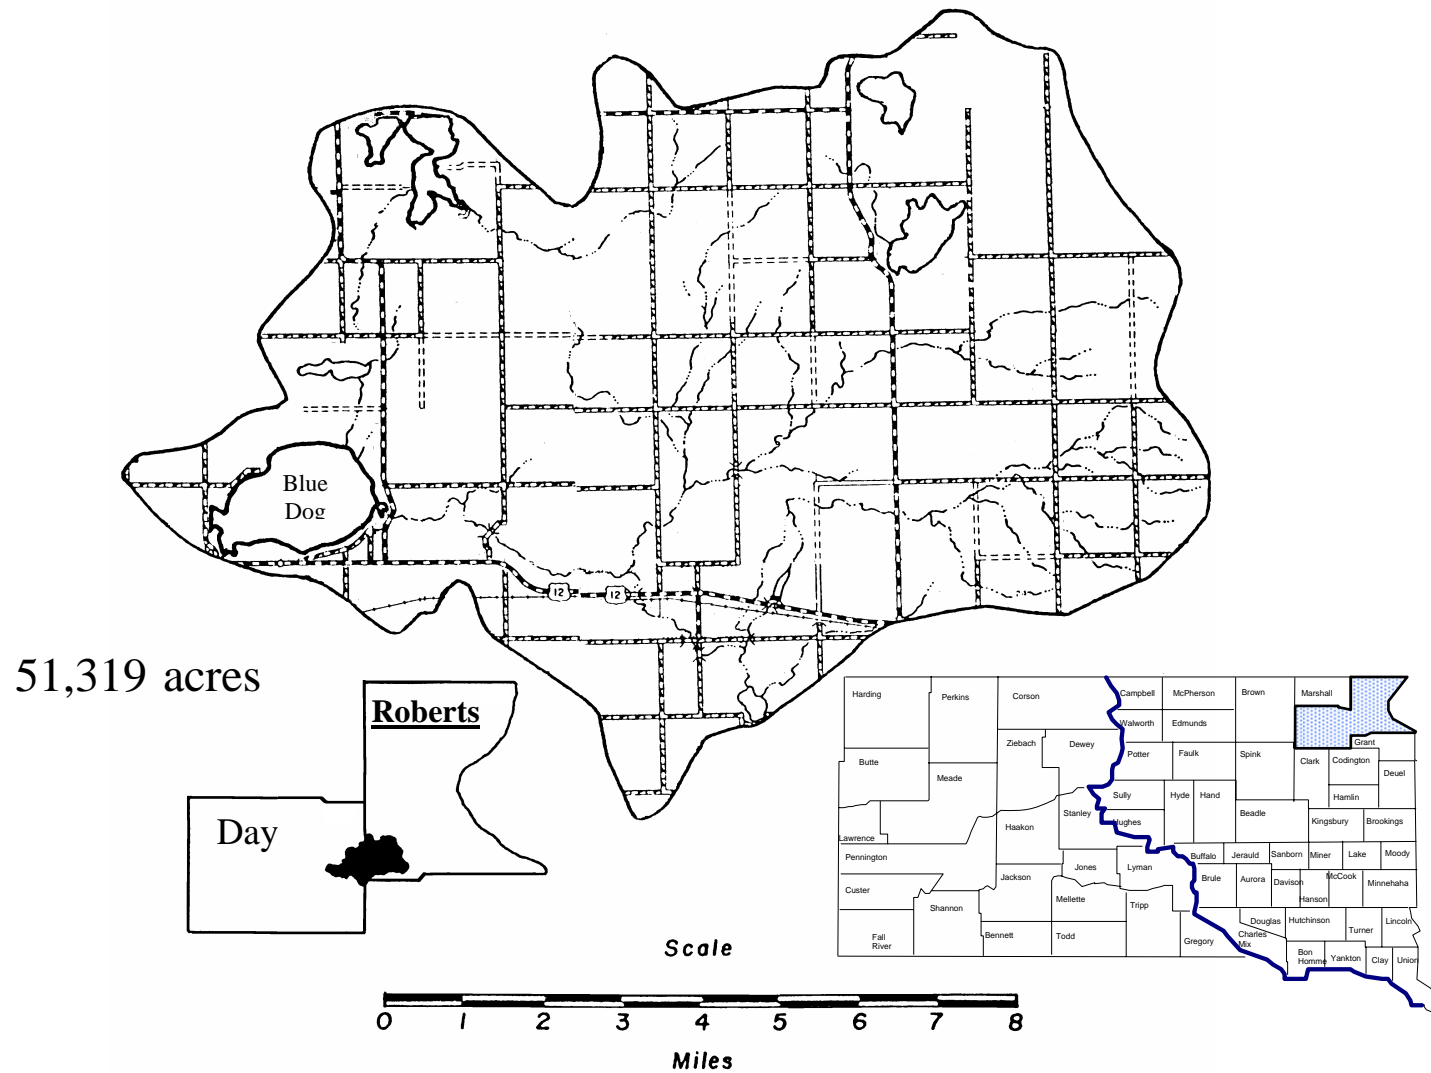 Blue
Dog
12
12
51,319 acres
Roberts
Day
Scale
0 1 2 3 4 5 6 7 8
Miles
Harding
Perkins
Corson
Campbell
McPherson
Brown
Marshall
Walworth
Edmunds
Ziebach
Dewey
Potter
Faulk
Spink
Grant
Clark
Codington
Butte
Meade
Deuel
Sully
Hyde
Hand
Hamlin
Stanley
Hughes
Beadle
Kingsbury
Brookings
Haakon
Lawrence
Pennington
Buffalo
Jerauld
Sanborn
Miner
Lake
Moody
Jones
Lyman
Jackson
Brule
Aurora
Davison
McCook
Minnehaha
Custer
Hanson
Mellette
Tripp
Shannon
Douglas
Hutchinson
Turner
Lincoln
Fall
River
Bennett
Todd
Gregory
Charles
Mix
Bon
Homme
Yankton
Clay
Union